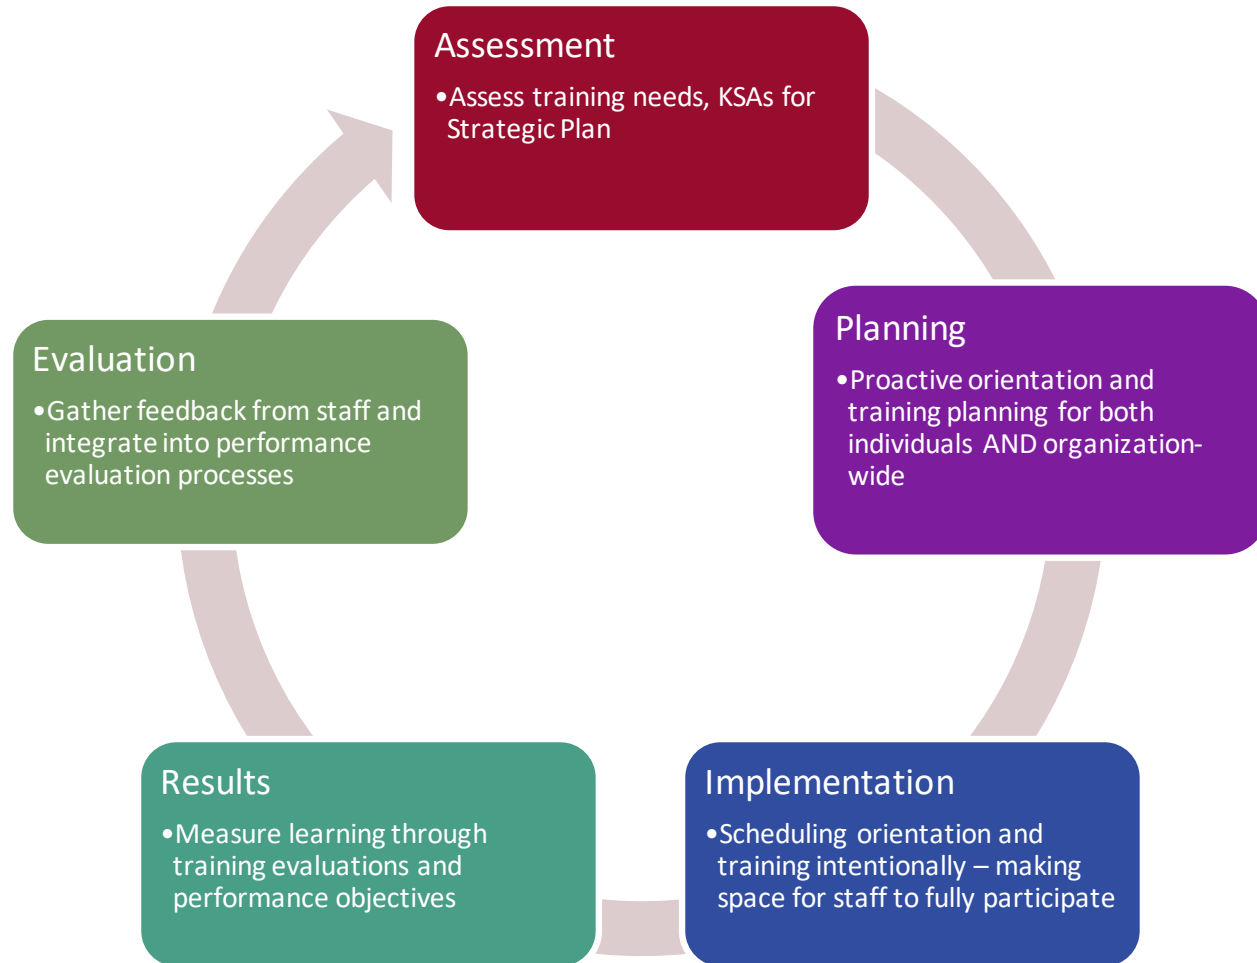 Assessment
•Assess training needs, KSAs for
Strategic Plan
Planning
•Proactive orientation and
training planning for both
individuals AND organization-
wide
Implementation
•Scheduling orientation and
training intentionally – making
space for staff to fully participate
Results
•Measure learning through
training evaluations and
performance objectives
Evaluation
•Gather feedback from staff and
integrate into performance
evaluation processes